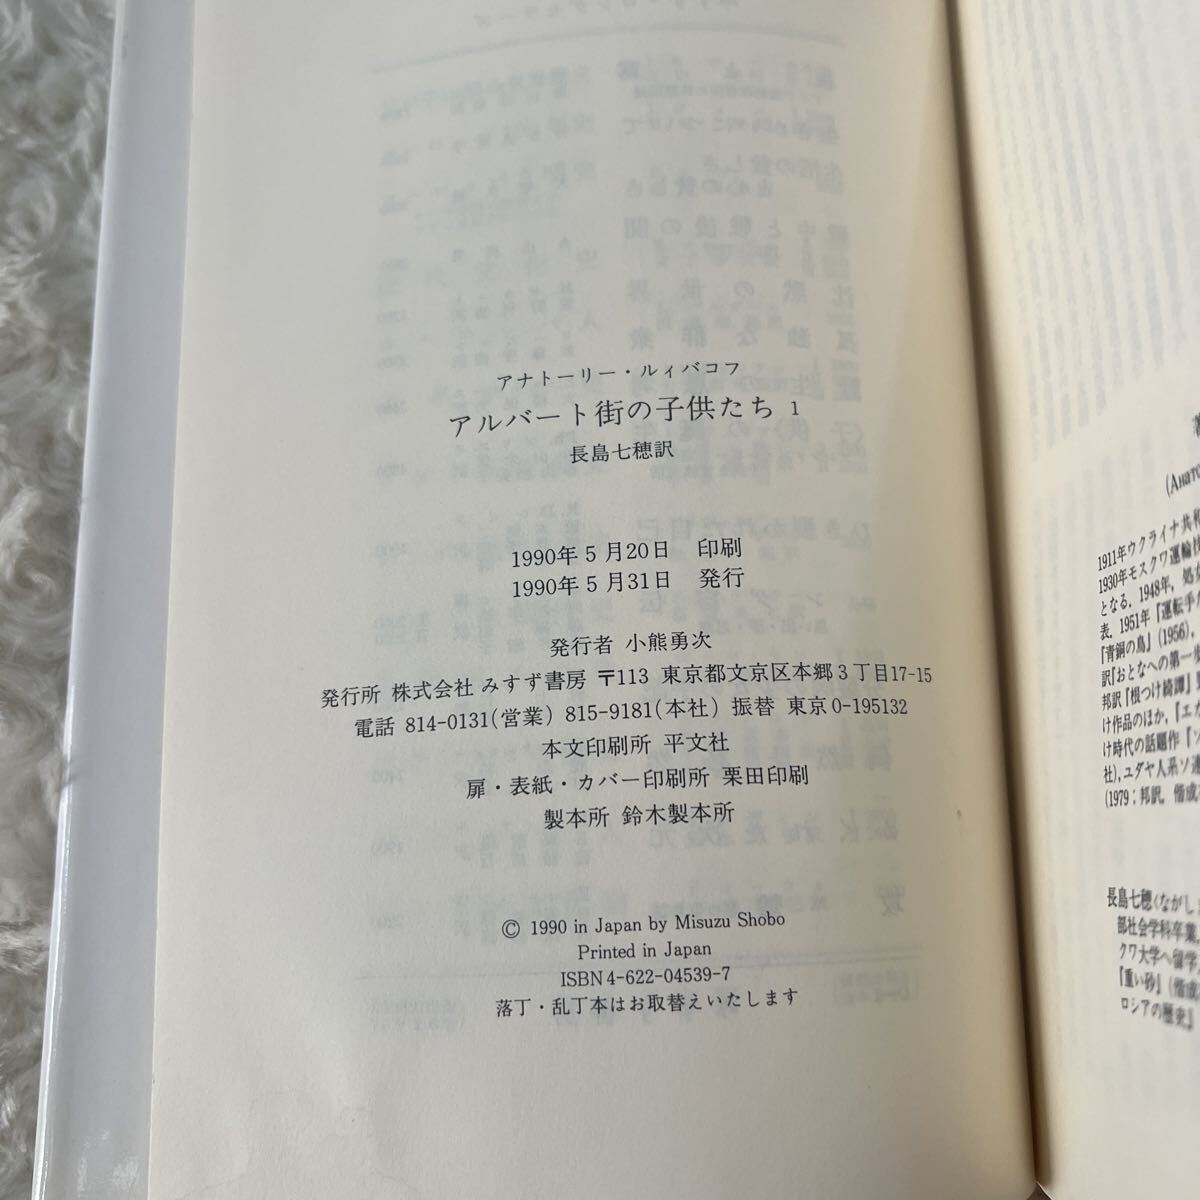 アナトーリー・ルィバコフ
アルバート街の子供たち 1
長島七穂訳
1990年5月20日 印刷
1990年5月31日 発行
発行者 小熊勇次
発行所 株式会社 みすず書房 〒113 東京都文京区本郷3丁目17-15
電話 814-0131(営業) 815-9181(本社) 振替 東京0-195132
本文印刷所 平文社
扉・表紙・カバー印刷所 栗田印刷
製本所 鈴木製本所
© 1990 in Japan by Misuzu Shobo
Printed in Japan
ISBN4-622-04539-7
落丁・乱丁本はお取替えいたします
(Анато
1911年ウクライナ共和
1930年モスクワ運輸
となる. 1948年,処女
表. 1951年『運転手
『青銅の鳥』(1956),
訳『おとなへの第一歩
邦訳『根つけ綺譚』
け作品のほか,『エカ
け時代の話題作『ソ
社),ユダヤ人系ソ連
(1979:邦訳,偕成
長島七穂〈ながし
部社会学科卒業.
クワ大学へ留学.
『重い砂』(偕成
ロシアの歴史』